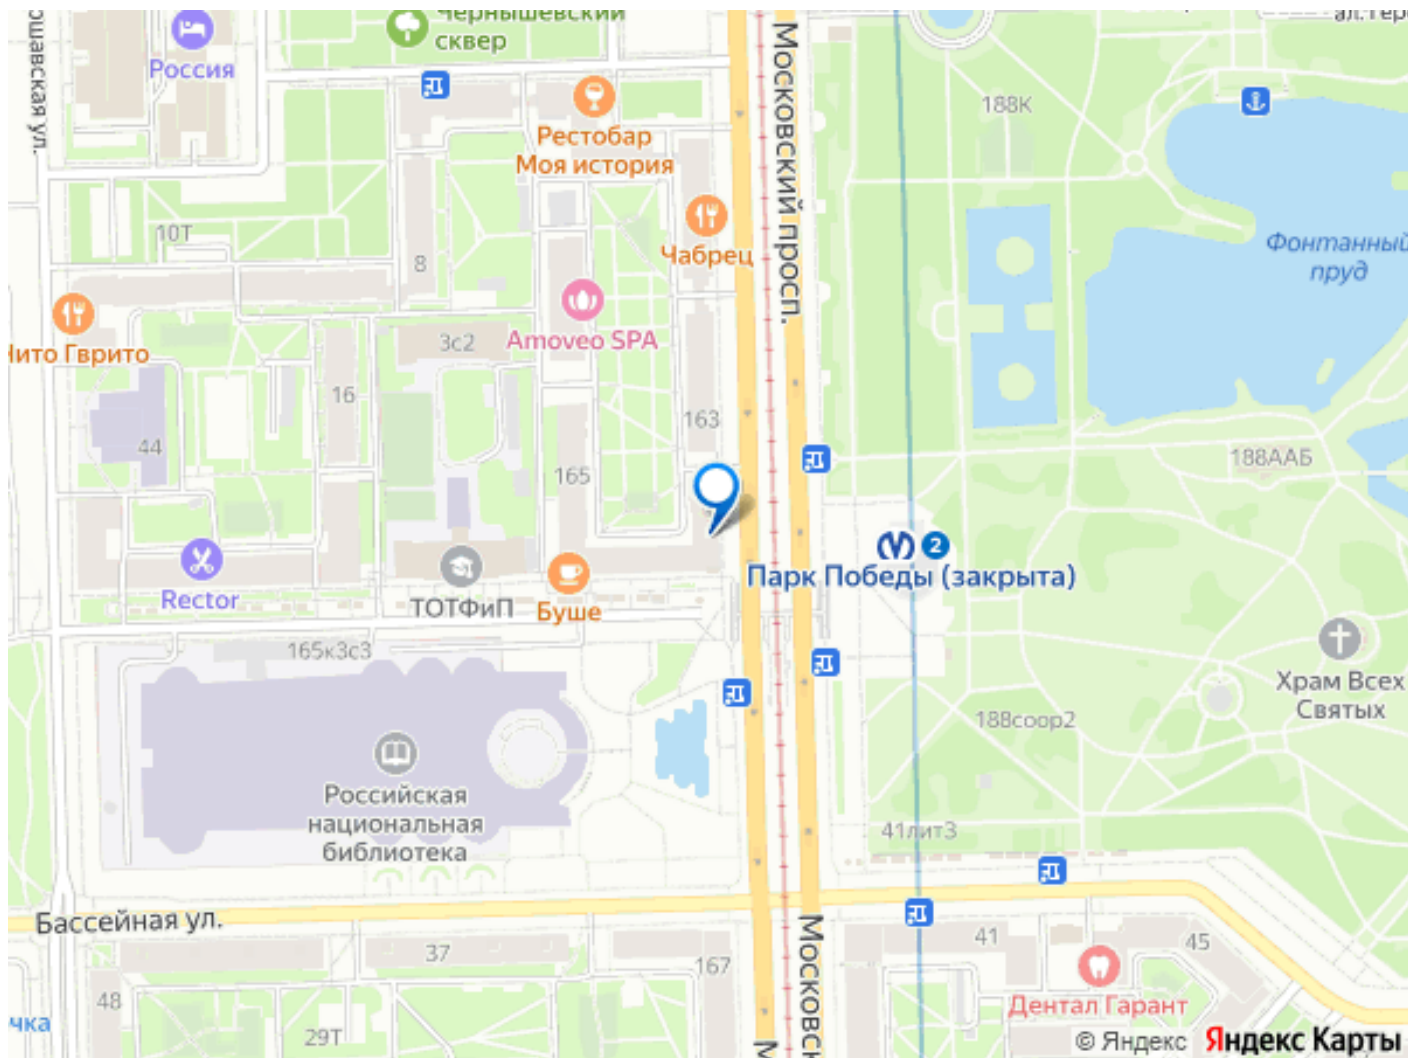 Чернышевский
сквер
Россия
Рестобар
Моя история
188К
Московский просп.
Чабрец
Фонтанный
пруд
10Т
8
Amoveo SPA
3с2
16
163
44
165
188ААБ
2
Парк Победы (закрыта)
Rector
ТОТФиП
Буше
165к3с3
Храм Всех
Святых
188соор2
Российская
национальная
библиотека
41лит3
Бассейная ул.
37
167
41
45
48
29Т
Дентал Гарант
© Яндекс Яндекс Карты